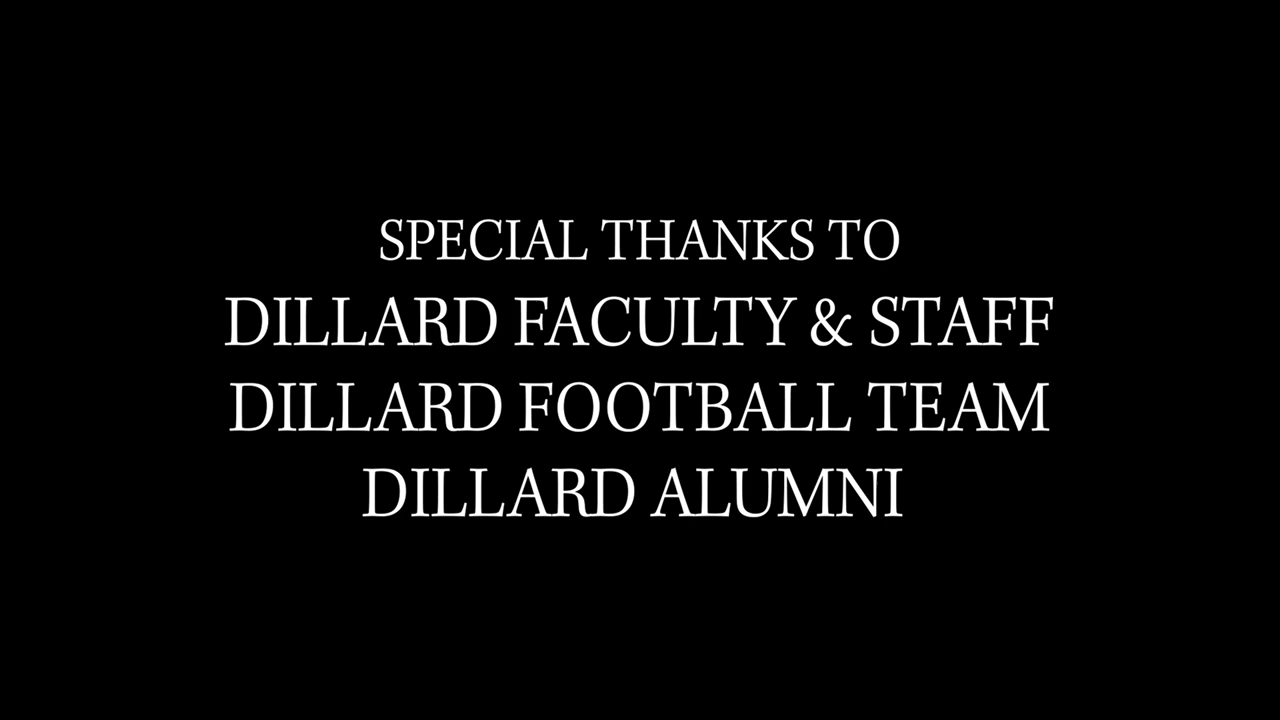 SPECIAL THANKS TO
DILLARD FACULTY & STAFF
DILLARD FOOTBALL TEAM
DILLARD ALUMNI